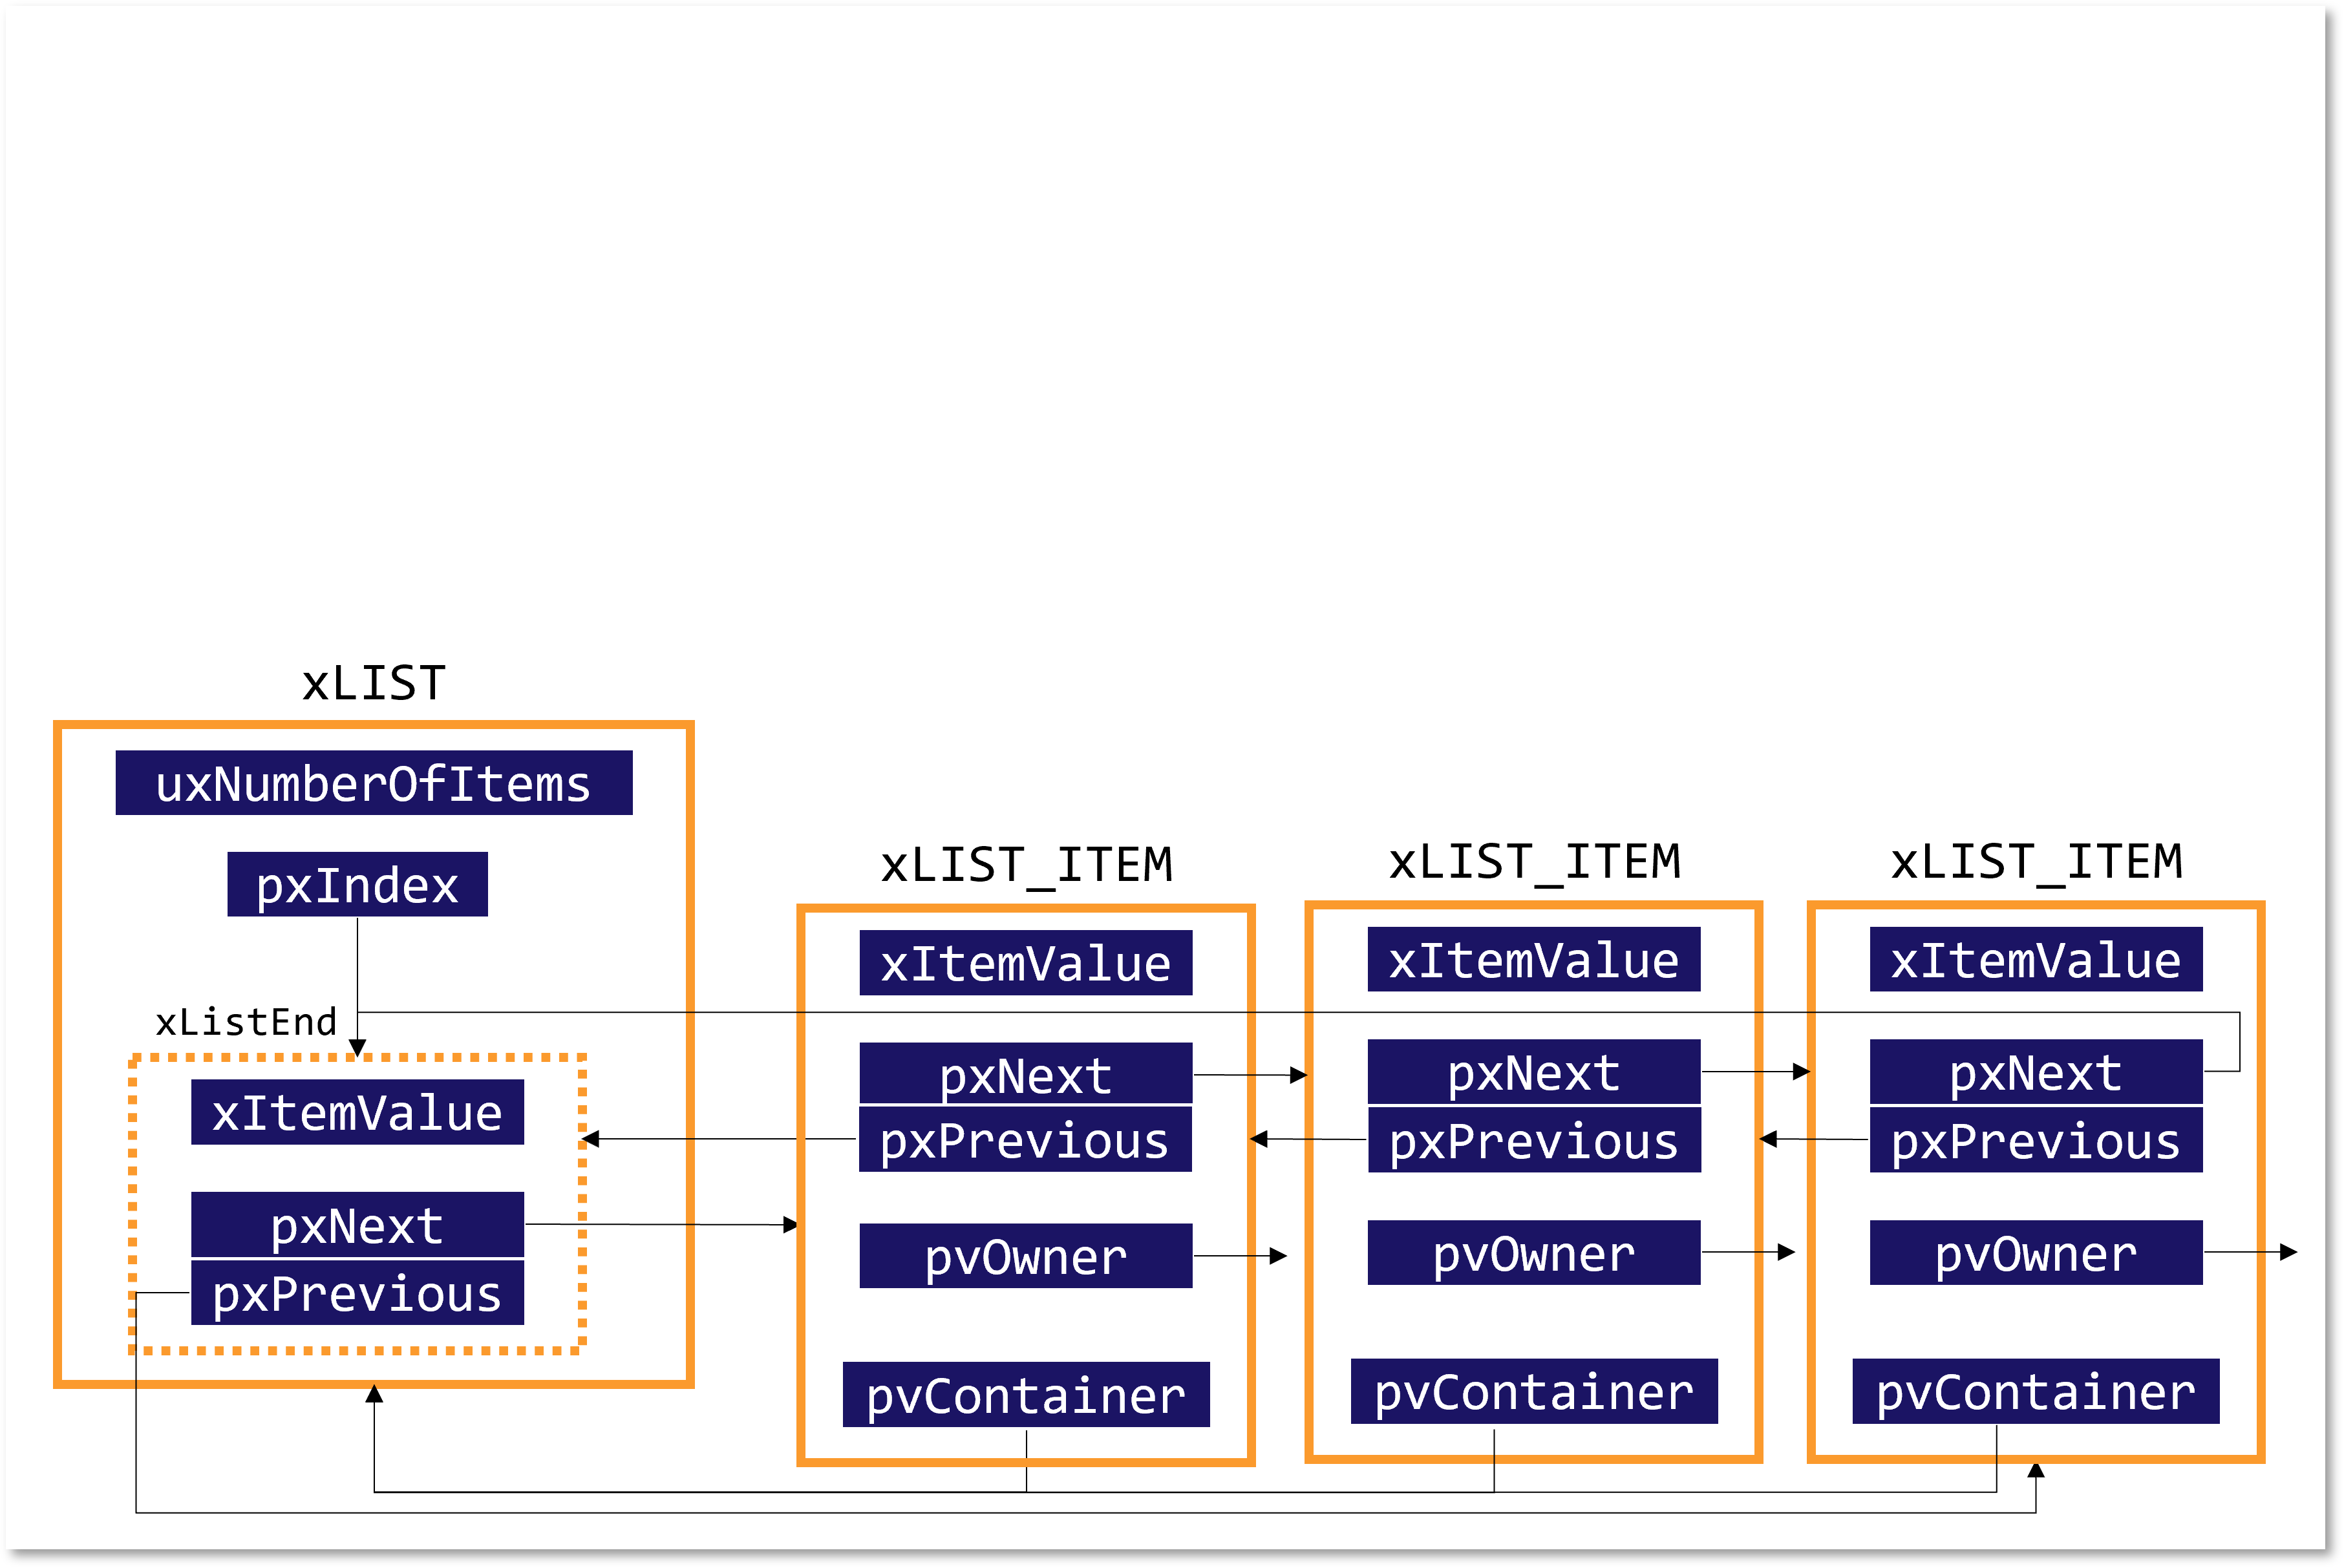 xLIST
uxNumberOfItems
pxIndex
xListEnd
xItemValue
pxNext
pxPrevious
xLIST_ITEM
xItemValue
pxNext
pxPrevious
pvOwner
pvContainer
xLIST_ITEM
xItemValue
pxNext
pxPrevious
pvOwner
pvContainer
xLIST_ITEM
xItemValue
pxNext
pxPrevious
pvOwner
pvContainer